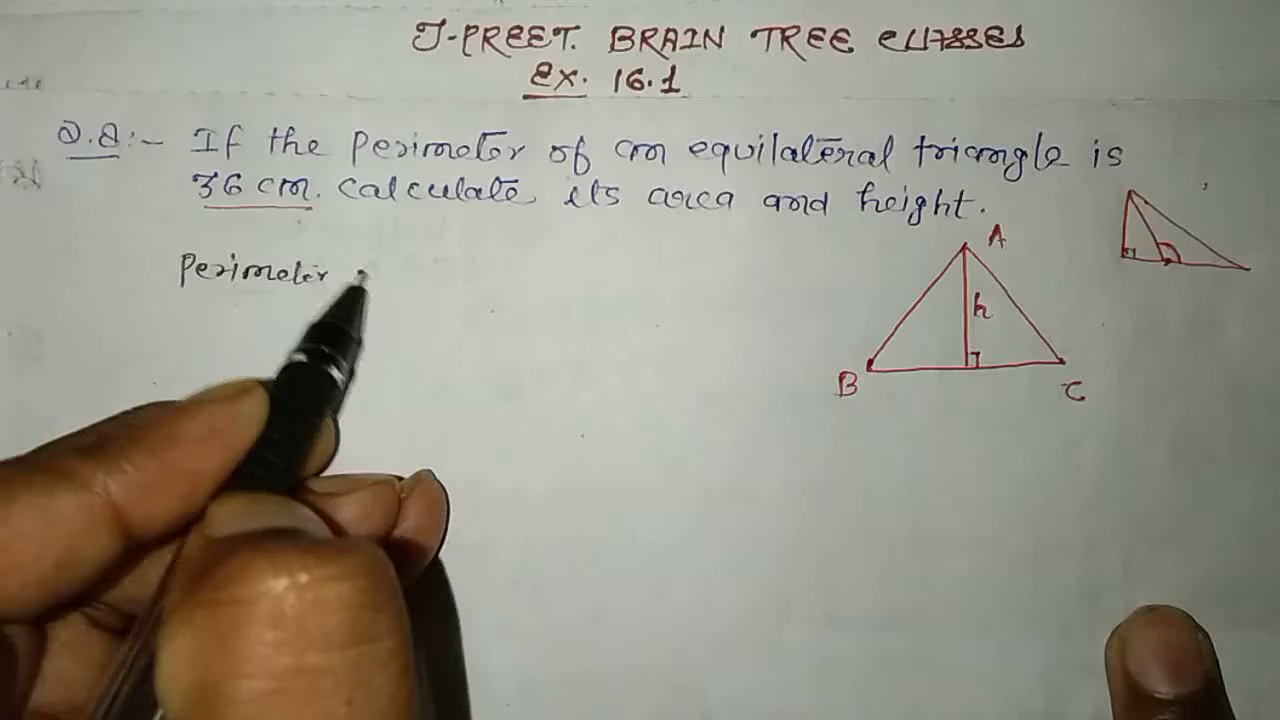 J-PREET. BRAIN TREE CLASSES
Ex. 16.1
Q.8:- If the Perimeter of an equilateral triangle is
36 cm. calculate its area and height.
Perimeter
A
h
B
C